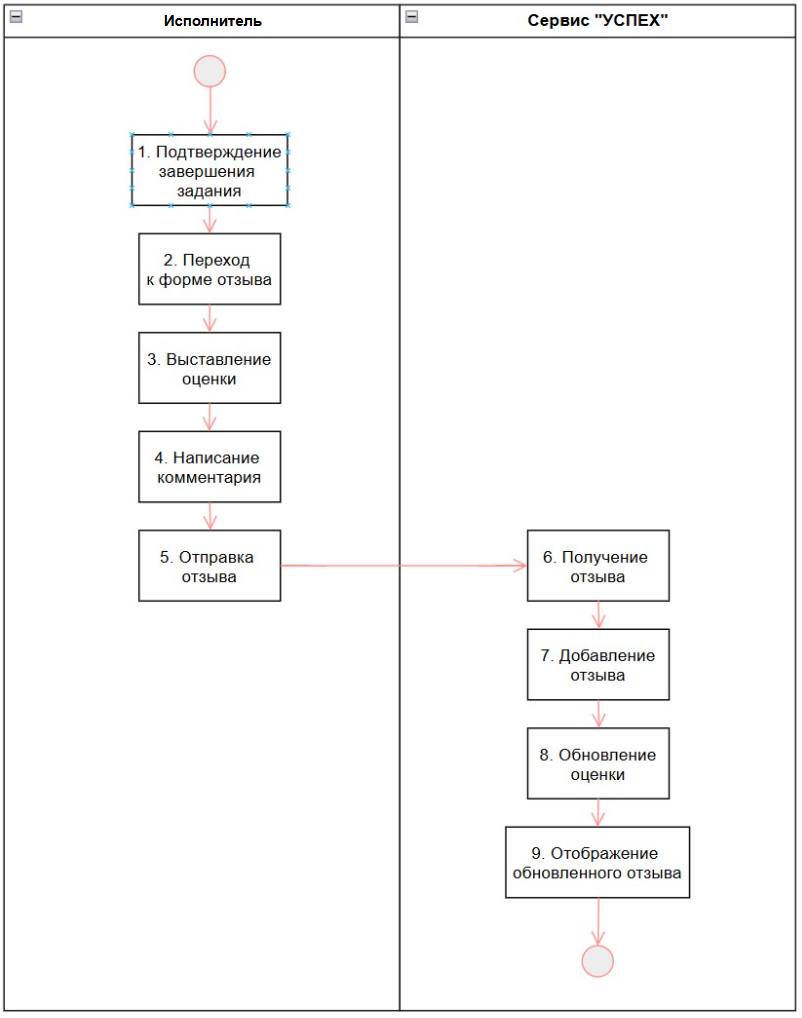 Исполнитель
Сервис "УСПЕХ"
1. Подтверждение
завершения
задания
2. Переход
к форме отзыва
3. Выставление
оценки
4. Написание
комментария
5. Отправка
отзыва
6. Получение
отзыва
7. Добавление
отзыва
8. Обновление
оценки
9. Отображение
обновленного отзыва